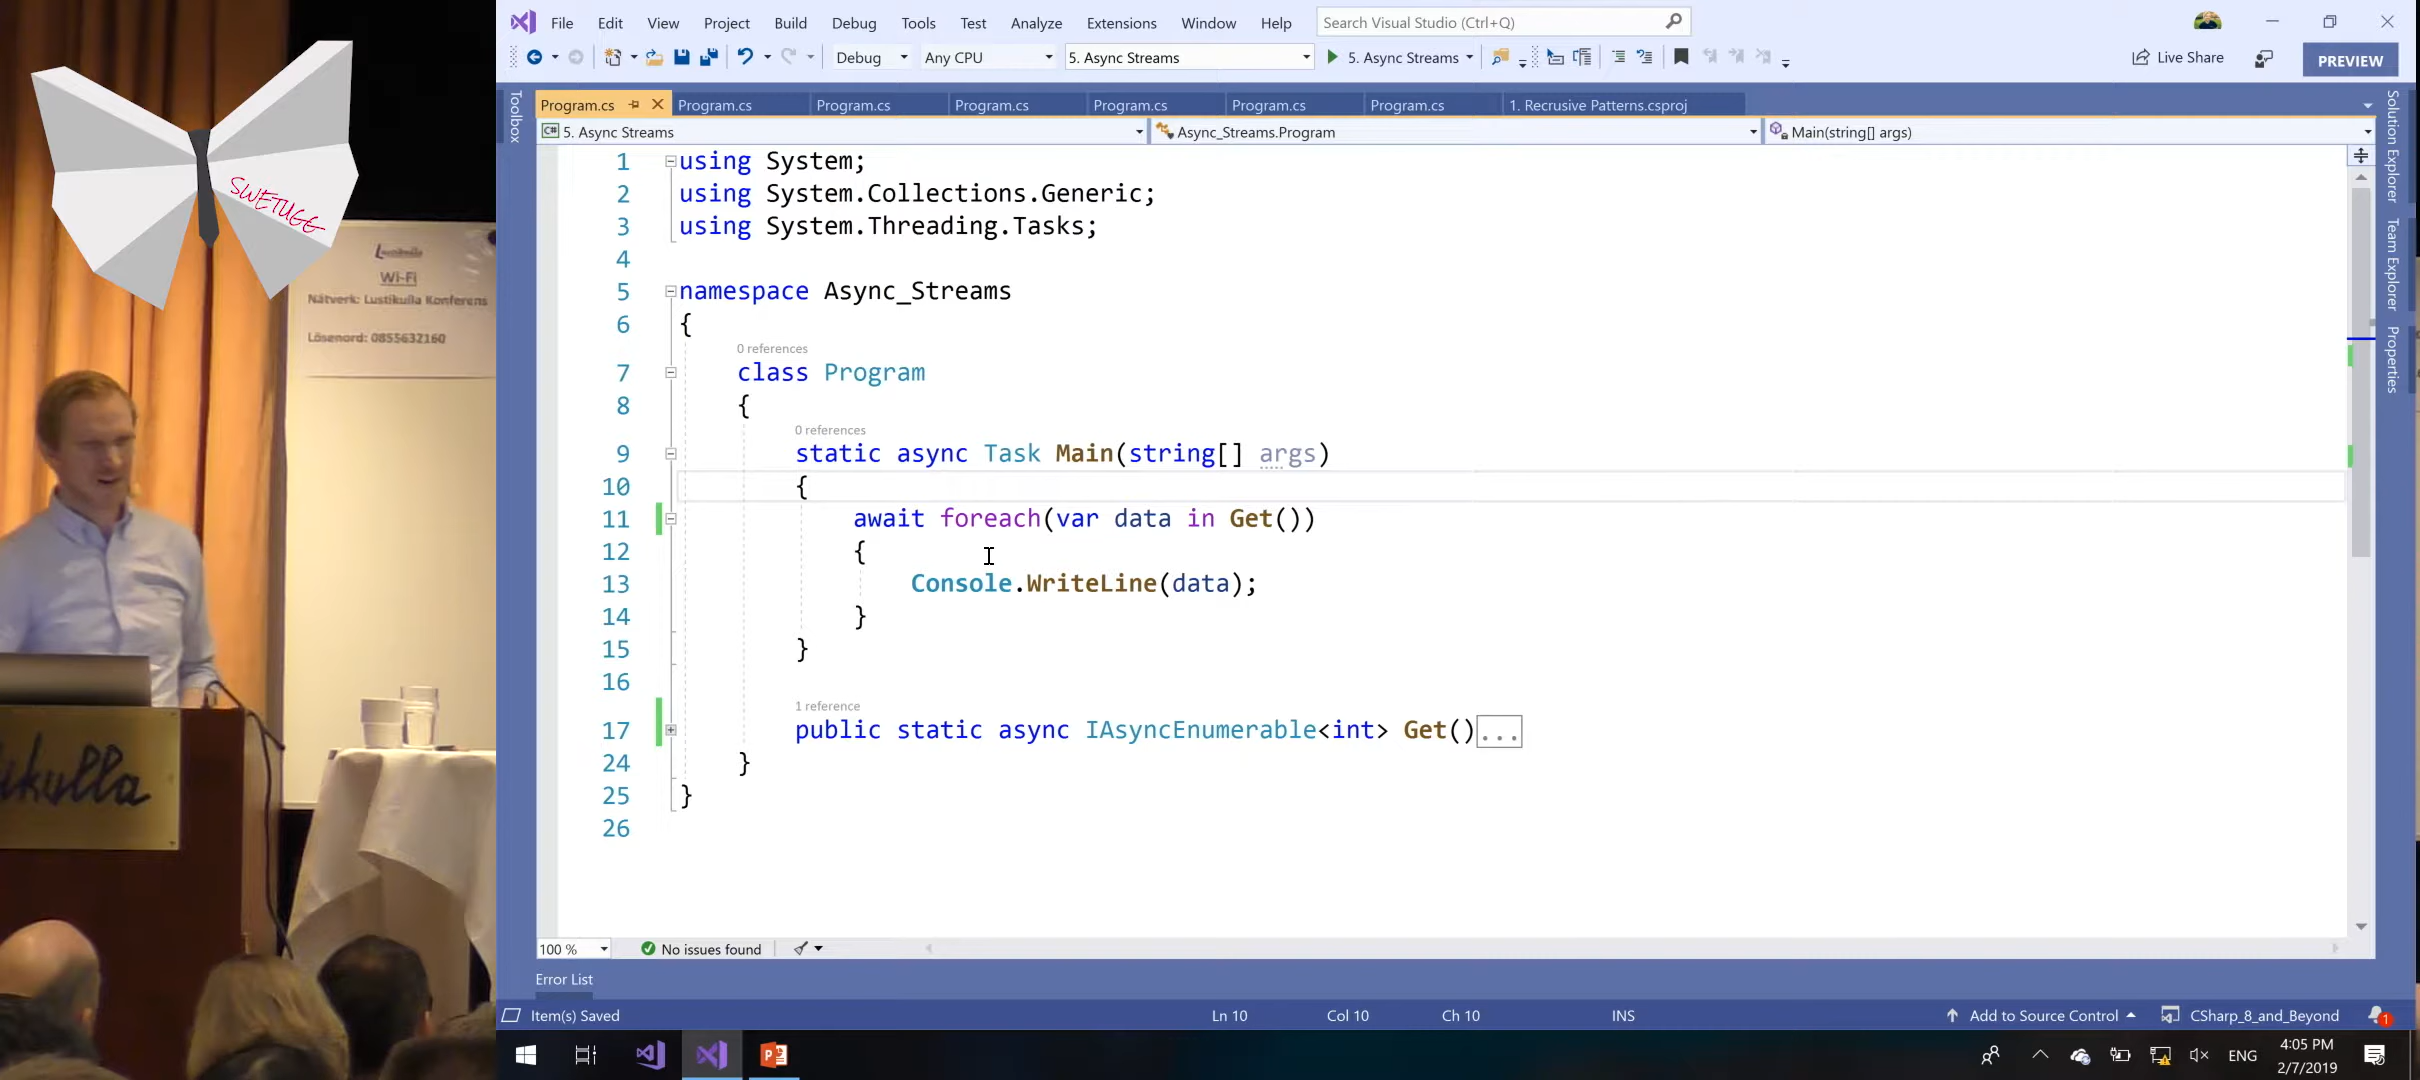 SWETUGG
Lustikulla
Wi-Fi
Nätverk: Lustikulla Konferens
Lösenord: 0855632160
File Edit View Project Build Debug Tools Test Analyze Extensions Window Help Search Visual Studio (Ctrl+Q)
Debug Any CPU 5. Async Streams 5. Async Streams Live Share PREVIEW
Toolbox
Program.cs Program.cs Program.cs Program.cs Program.cs Program.cs Program.cs 1. Recrusive Patterns.csproj
C# 5. Async Streams Async_Streams.Program Main(string[] args)
Solution Explorer
Team Explorer
Properties
1 using System;
2 using System.Collections.Generic;
3 using System.Threading.Tasks;
4
5 namespace Async_Streams
6 {
0 references
7 class Program
8 {
0 references
9 static async Task Main(string[] args)
10 {
11 await foreach(var data in Get())
12 {
13 Console.WriteLine(data);
14 }
15 }
16
1 reference
17 public static async IAsyncEnumerable<int> Get()...
24 }
25 }
26
100 % No issues found
Error List
Item(s) Saved Ln 10 Col 10 Ch 10 INS Add to Source Control CSharp_8_and_Beyond 1
ENG 4:05 PM
2/7/2019